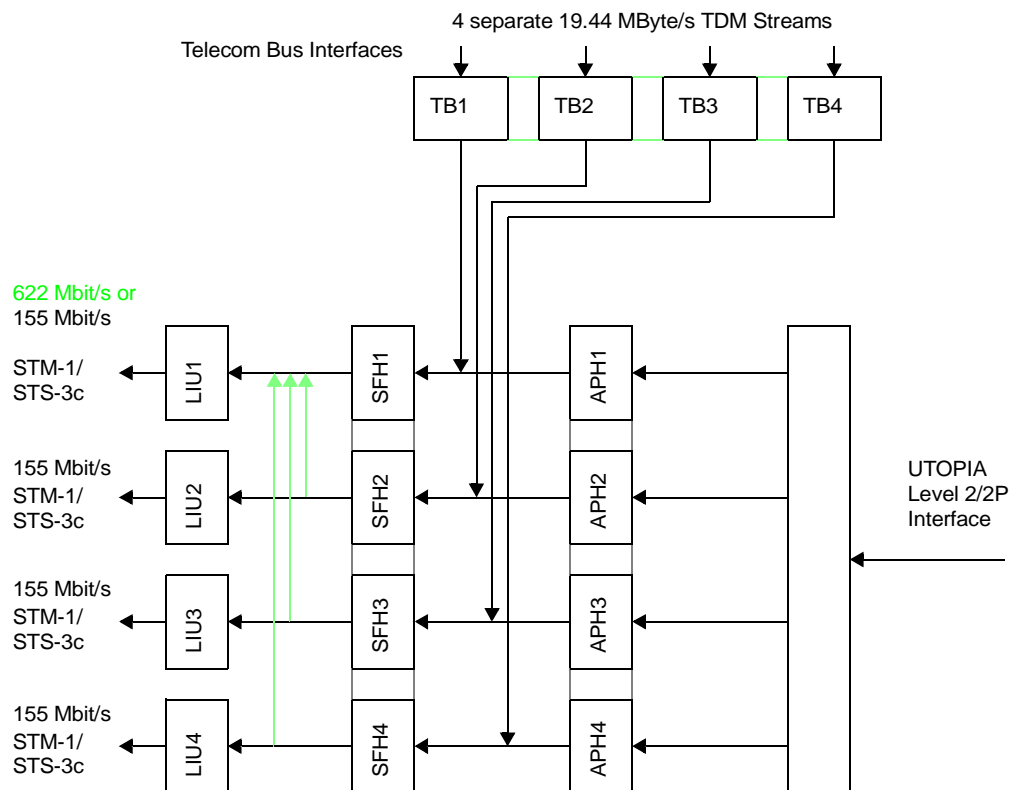 4 separate 19.44 MByte/s TDM Streams
Telecom Bus Interfaces
TB1
TB2
TB3
TB4
622 Mbit/s or
155 Mbit/s
STM-1/
STS-3c
LIU1
SFH1
APH1
155 Mbit/s
STM-1/
STS-3c
LIU2
SFH2
APH2
UTOPIA
Level 2/2P
Interface
155 Mbit/s
STM-1/
STS-3c
LIU3
SFH3
APH3
155 Mbit/s
STM-1/
STS-3c
LIU4
SFH4
APH4